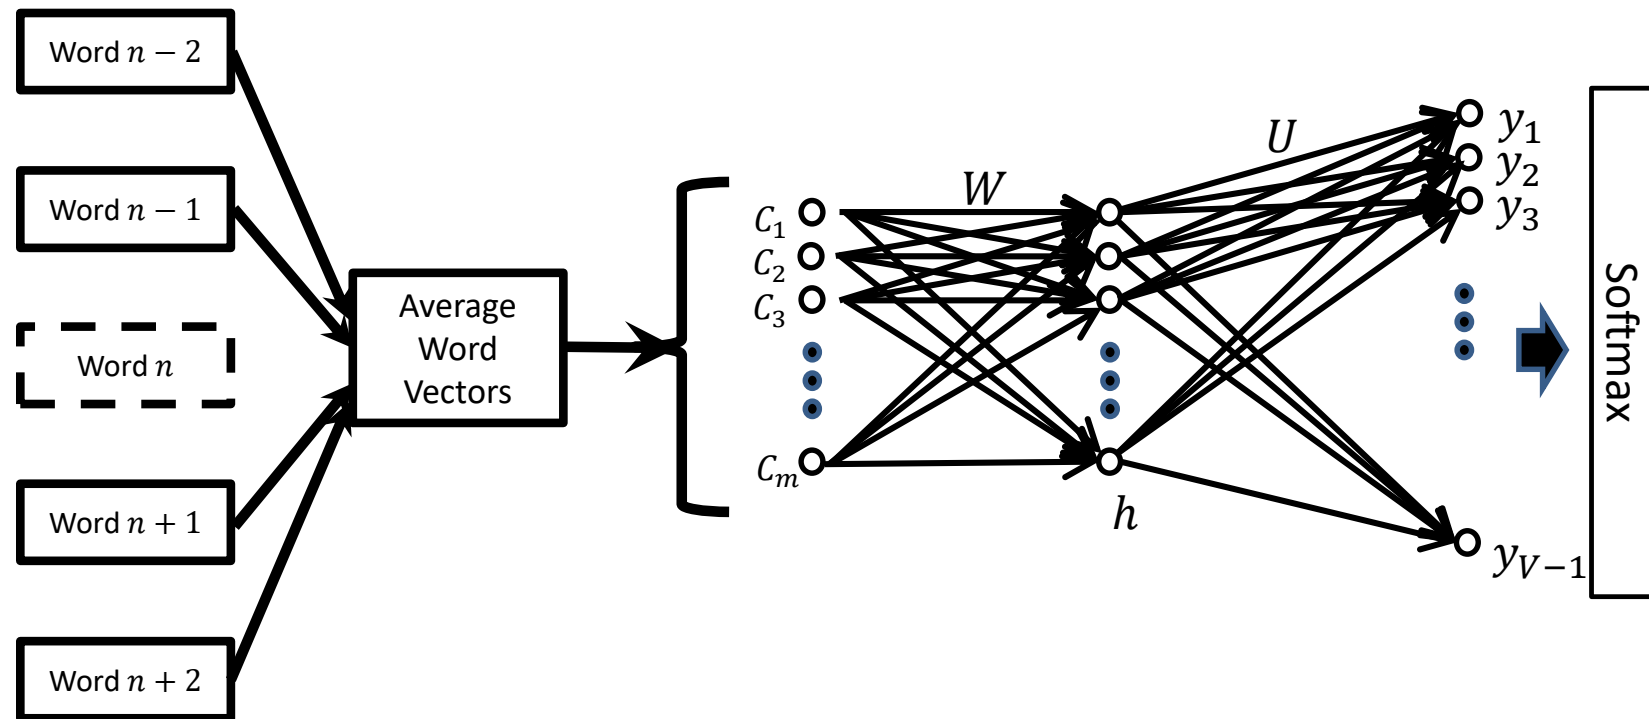 Word n − 2
Word n − 1
Word n
Word n + 1
Word n + 2
Average
Word
Vectors
C₁
C₂
C₃
Cₘ
W
h
U
y₁
y₂
y₃
y_{V−1}
Softmax